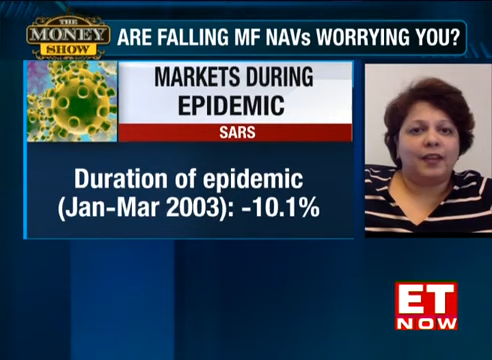 THE
MONEY
SHOW
ARE FALLING MF NAVs WORRYING YOU?
MARKETS DURING
EPIDEMIC
SARS
Duration of epidemic
(Jan-Mar 2003): -10.1%
ET
NOW